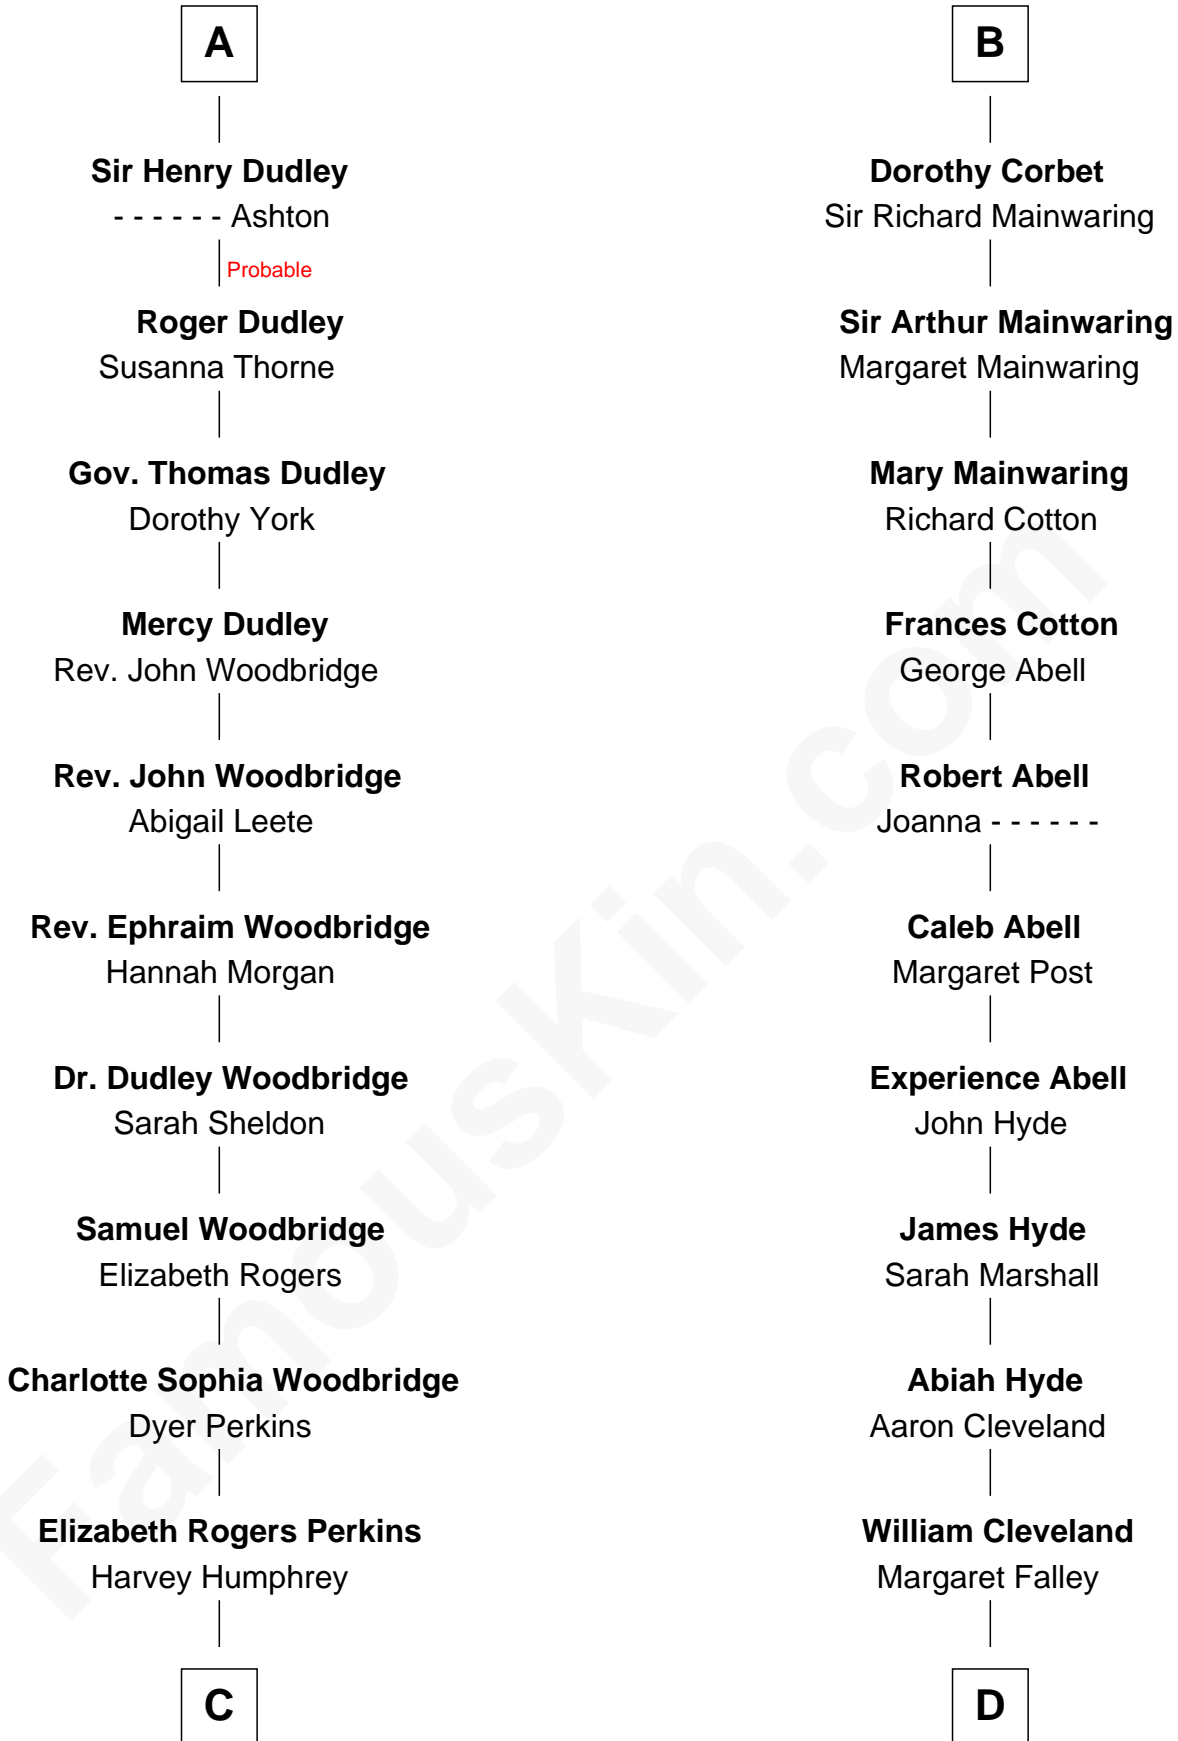 A
Sir Henry Dudley
- - - - - - Ashton
Probable
Roger Dudley
Susanna Thorne
Gov. Thomas Dudley
Dorothy York
Mercy Dudley
Rev. John Woodbridge
Rev. John Woodbridge
Abigail Leete
Rev. Ephraim Woodbridge
Hannah Morgan
Dr. Dudley Woodbridge
Sarah Sheldon
Samuel Woodbridge
Elizabeth Rogers
Charlotte Sophia Woodbridge
Dyer Perkins
Elizabeth Rogers Perkins
Harvey Humphrey
C
B
Dorothy Corbet
Sir Richard Mainwaring
Sir Arthur Mainwaring
Margaret Mainwaring
Mary Mainwaring
Richard Cotton
Frances Cotton
George Abell
Robert Abell
Joanna - - - - - -
Caleb Abell
Margaret Post
Experience Abell
John Hyde
James Hyde
Sarah Marshall
Abiah Hyde
Aaron Cleveland
William Cleveland
Margaret Falley
D
FamousKin.com